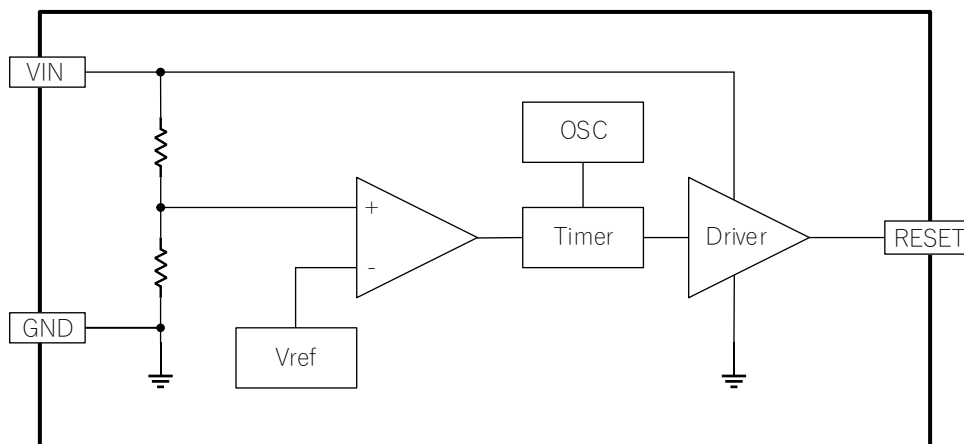 VIN
OSC
+
Timer
Driver
RESET
-
GND
Vref